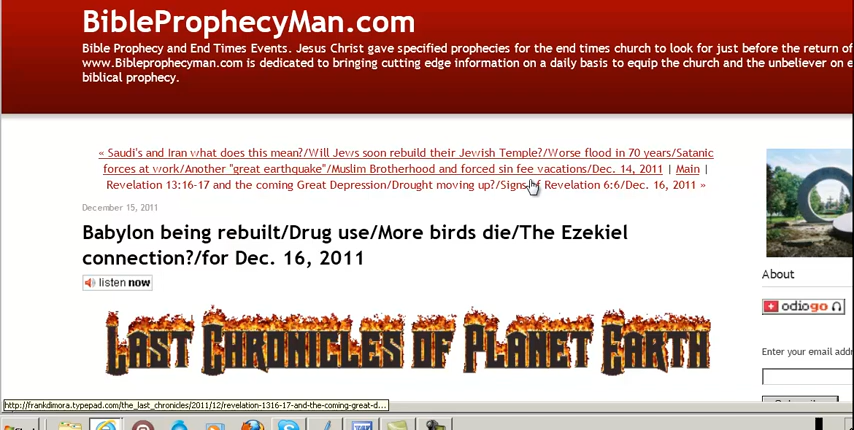 BibleProphecyMan.com
Bible Prophecy and End Times Events. Jesus Christ gave specified prophecies for the end times church to look for just before the return of
www.Bibleprophecyman.com is dedicated to bringing cutting edge information on a daily basis to equip the church and the unbeliever on e
biblical prophecy.
« Saudi's and Iran what does this mean?/Will Jews soon rebuild their Jewish Temple?/Worse flood in 70 years/Satanic
forces at work/Another "great earthquake"/Muslim Brotherhood and forced sin fee vacations/Dec. 14, 2011 | Main |
Revelation 13:16-17 and the coming Great Depression/Drought moving up?/Signs of Revelation 6:6/Dec. 16, 2011 »
December 15, 2011
Babylon being rebuilt/Drug use/More birds die/The Ezekiel
connection?/for Dec. 16, 2011
listen now
About
Last Chronicles of Planet Earth
odiogo
Enter your email addr
http://frankdimora.typepad.com/the_last_chronicles/2011/12/revelation-1316-17-and-the-coming-great-d...